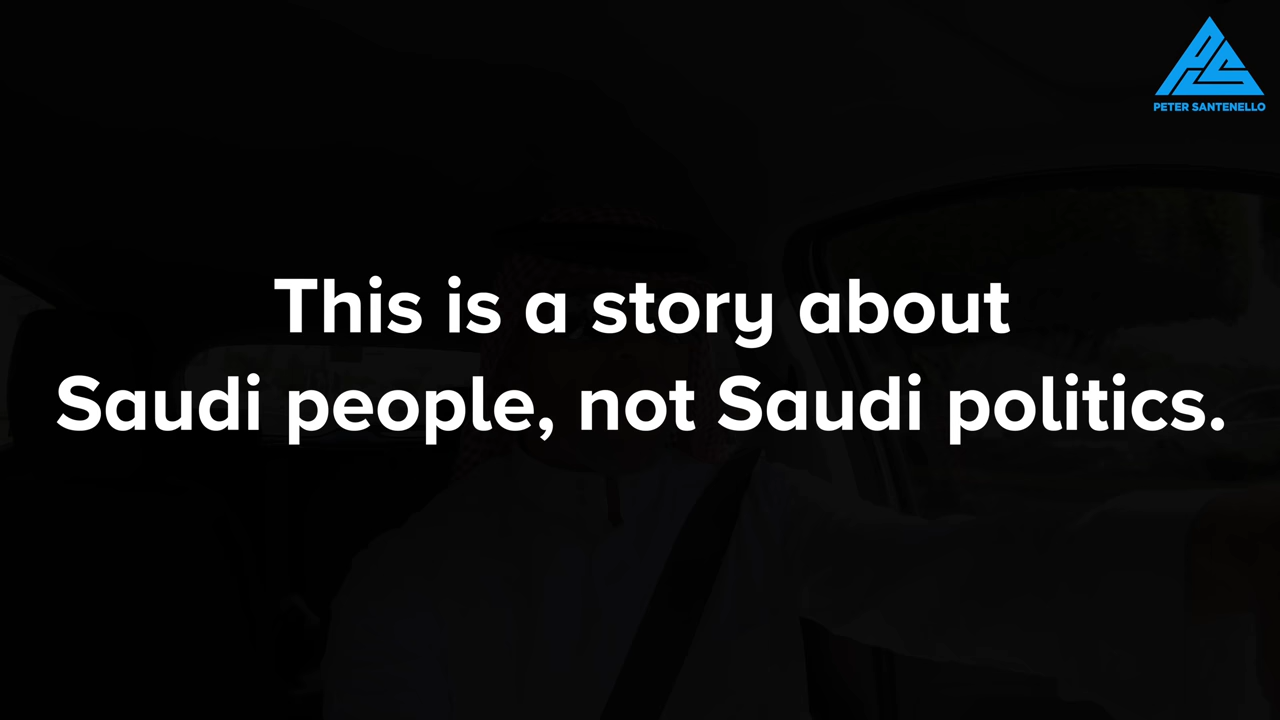 PETER SANTENELLO
This is a story about
Saudi people, not Saudi politics.